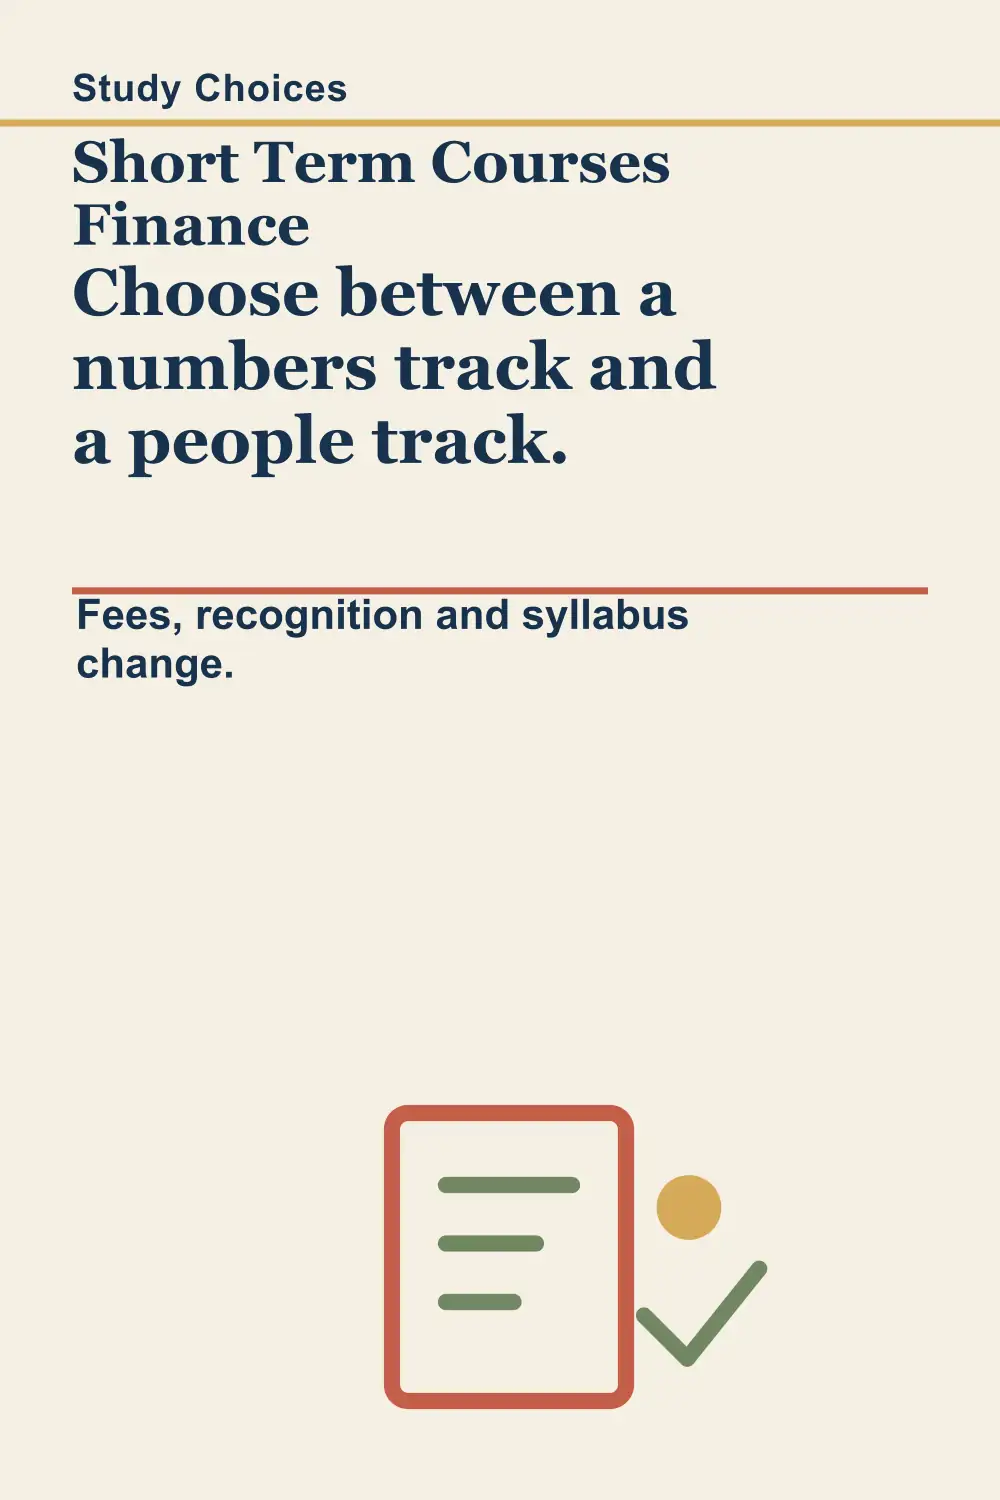 Study Choices
Short Term Courses
Finance
Choose between a
numbers track and
a people track.
Fees, recognition and syllabus
change.